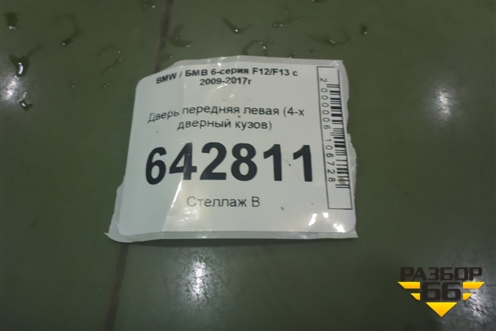 BMW / БМВ 6-серия F12/F13 с
2009-2017г
Дверь передняя левая (4-х
дверный кузов)
642811
Стеллаж В
2000006106728
РАЗБОР
66